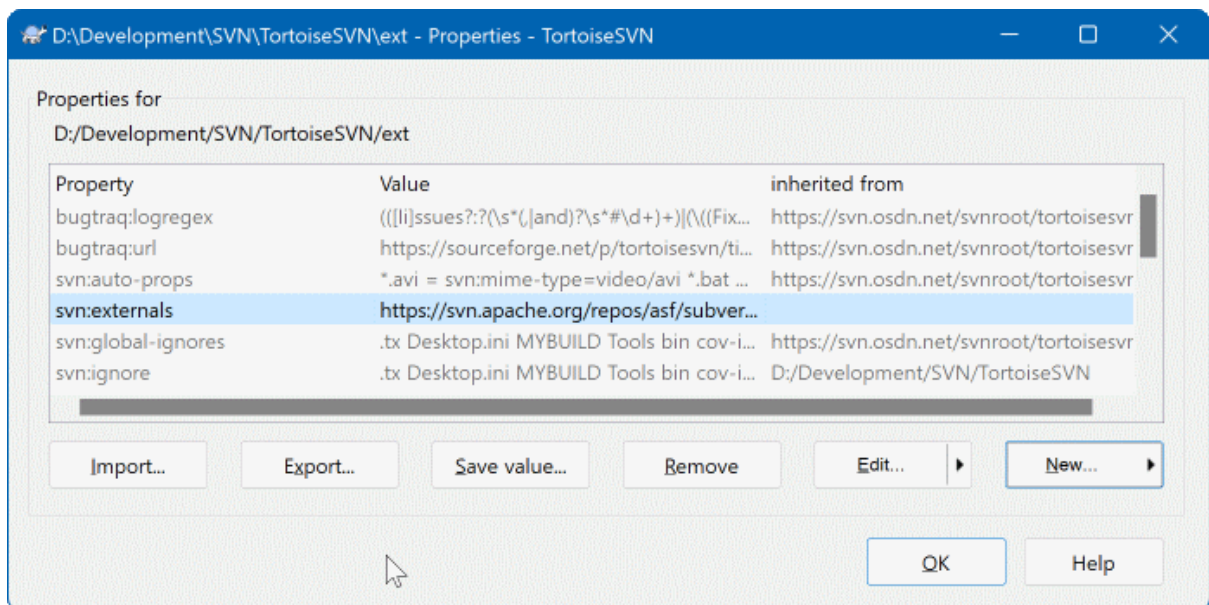 D:\Development\SVN\TortoiseSVN\ext - Properties - TortoiseSVN
Properties for
D:/Development/SVN/TortoiseSVN/ext
Property Value inherited from
bugtraq:logregex (([Ii]ssues?:?(\s*(,|and)?\s*#\d+)+)|(\((Fix... https://svn.osdn.net/svnroot/tortoisesvr
bugtraq:url https://sourceforge.net/p/tortoisesvn/ti... https://svn.osdn.net/svnroot/tortoisesvr
svn:auto-props *.avi = svn:mime-type=video/avi *.bat ... https://svn.osdn.net/svnroot/tortoisesvr
svn:externals https://svn.apache.org/repos/asf/subver...
svn:global-ignores .tx Desktop.ini MYBUILD Tools bin cov-i... https://svn.osdn.net/svnroot/tortoisesvr
svn:ignore .tx Desktop.ini MYBUILD Tools bin cov-i... D:/Development/SVN/TortoiseSVN
Import... Export... Save value... Remove Edit... New...
OK Help